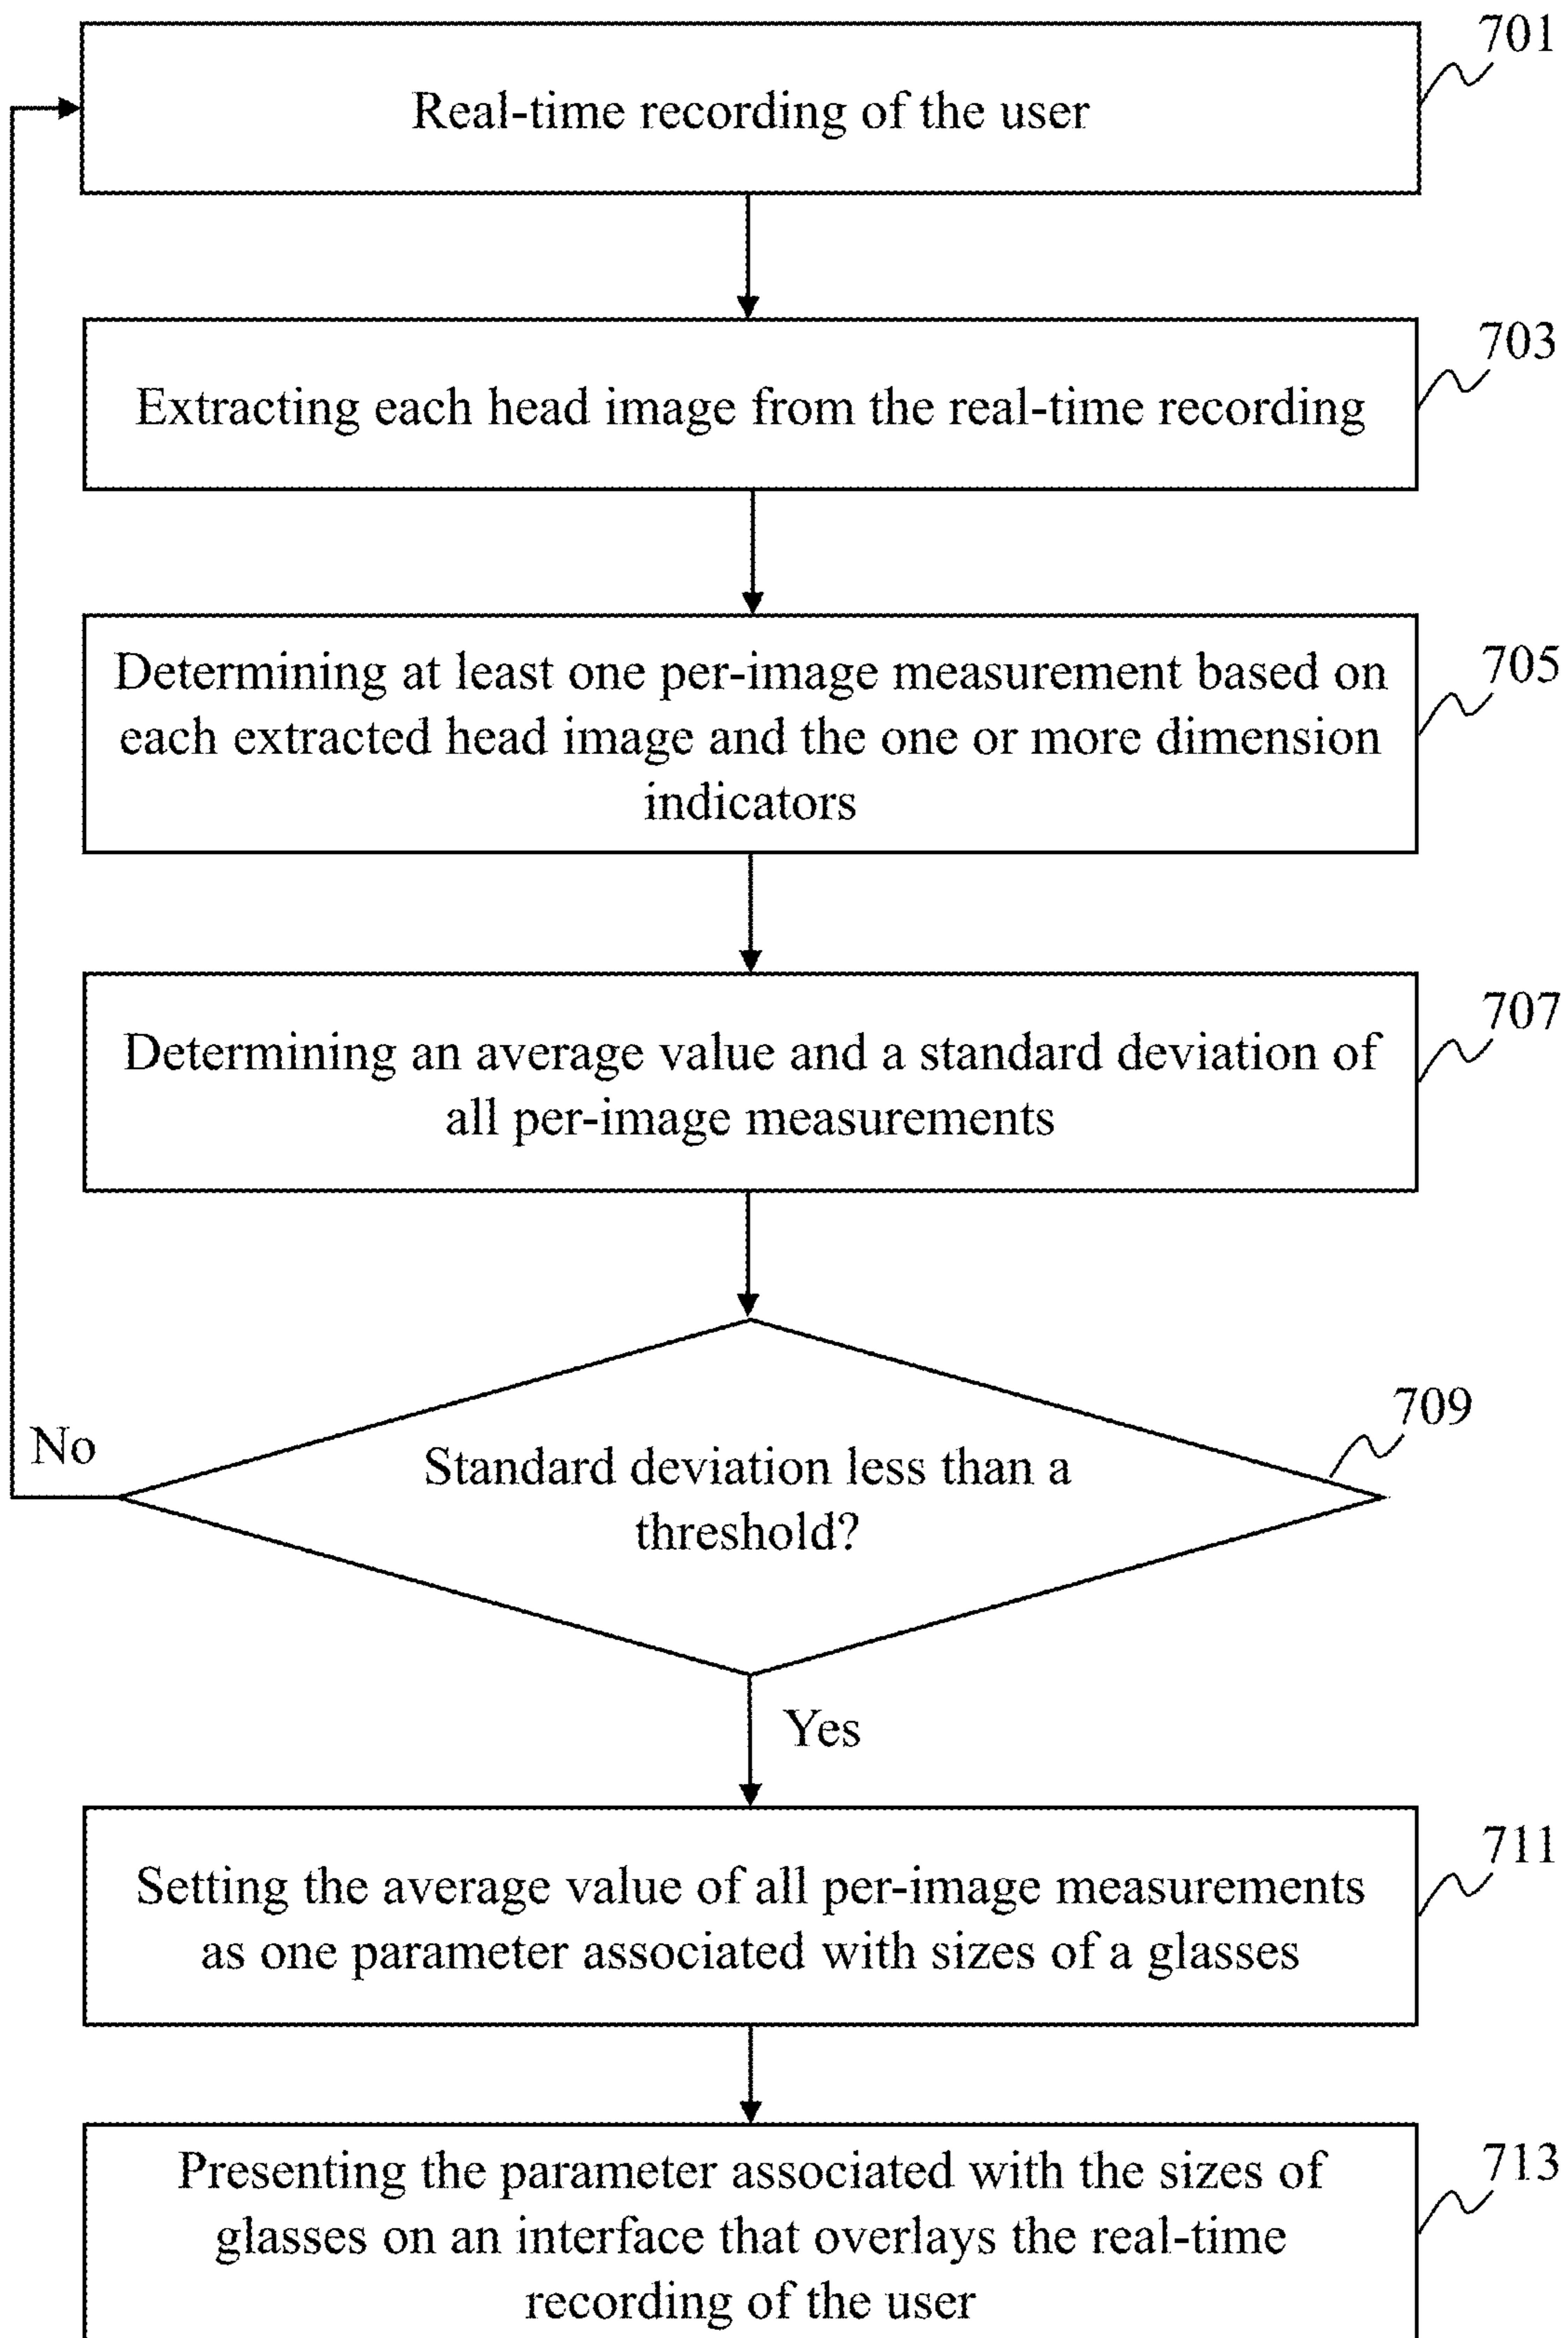 701
Real-time recording of the user
703
Extracting each head image from the real-time recording
705
Determining at least one per-image measurement based on
each extracted head image and the one or more dimension
indicators
707
Determining an average value and a standard deviation of
all per-image measurements
709
No
Standard deviation less than a
threshold?
Yes
711
Setting the average value of all per-image measurements
as one parameter associated with sizes of a glasses
713
Presenting the parameter associated with the sizes of
glasses on an interface that overlays the real-time
recording of the user